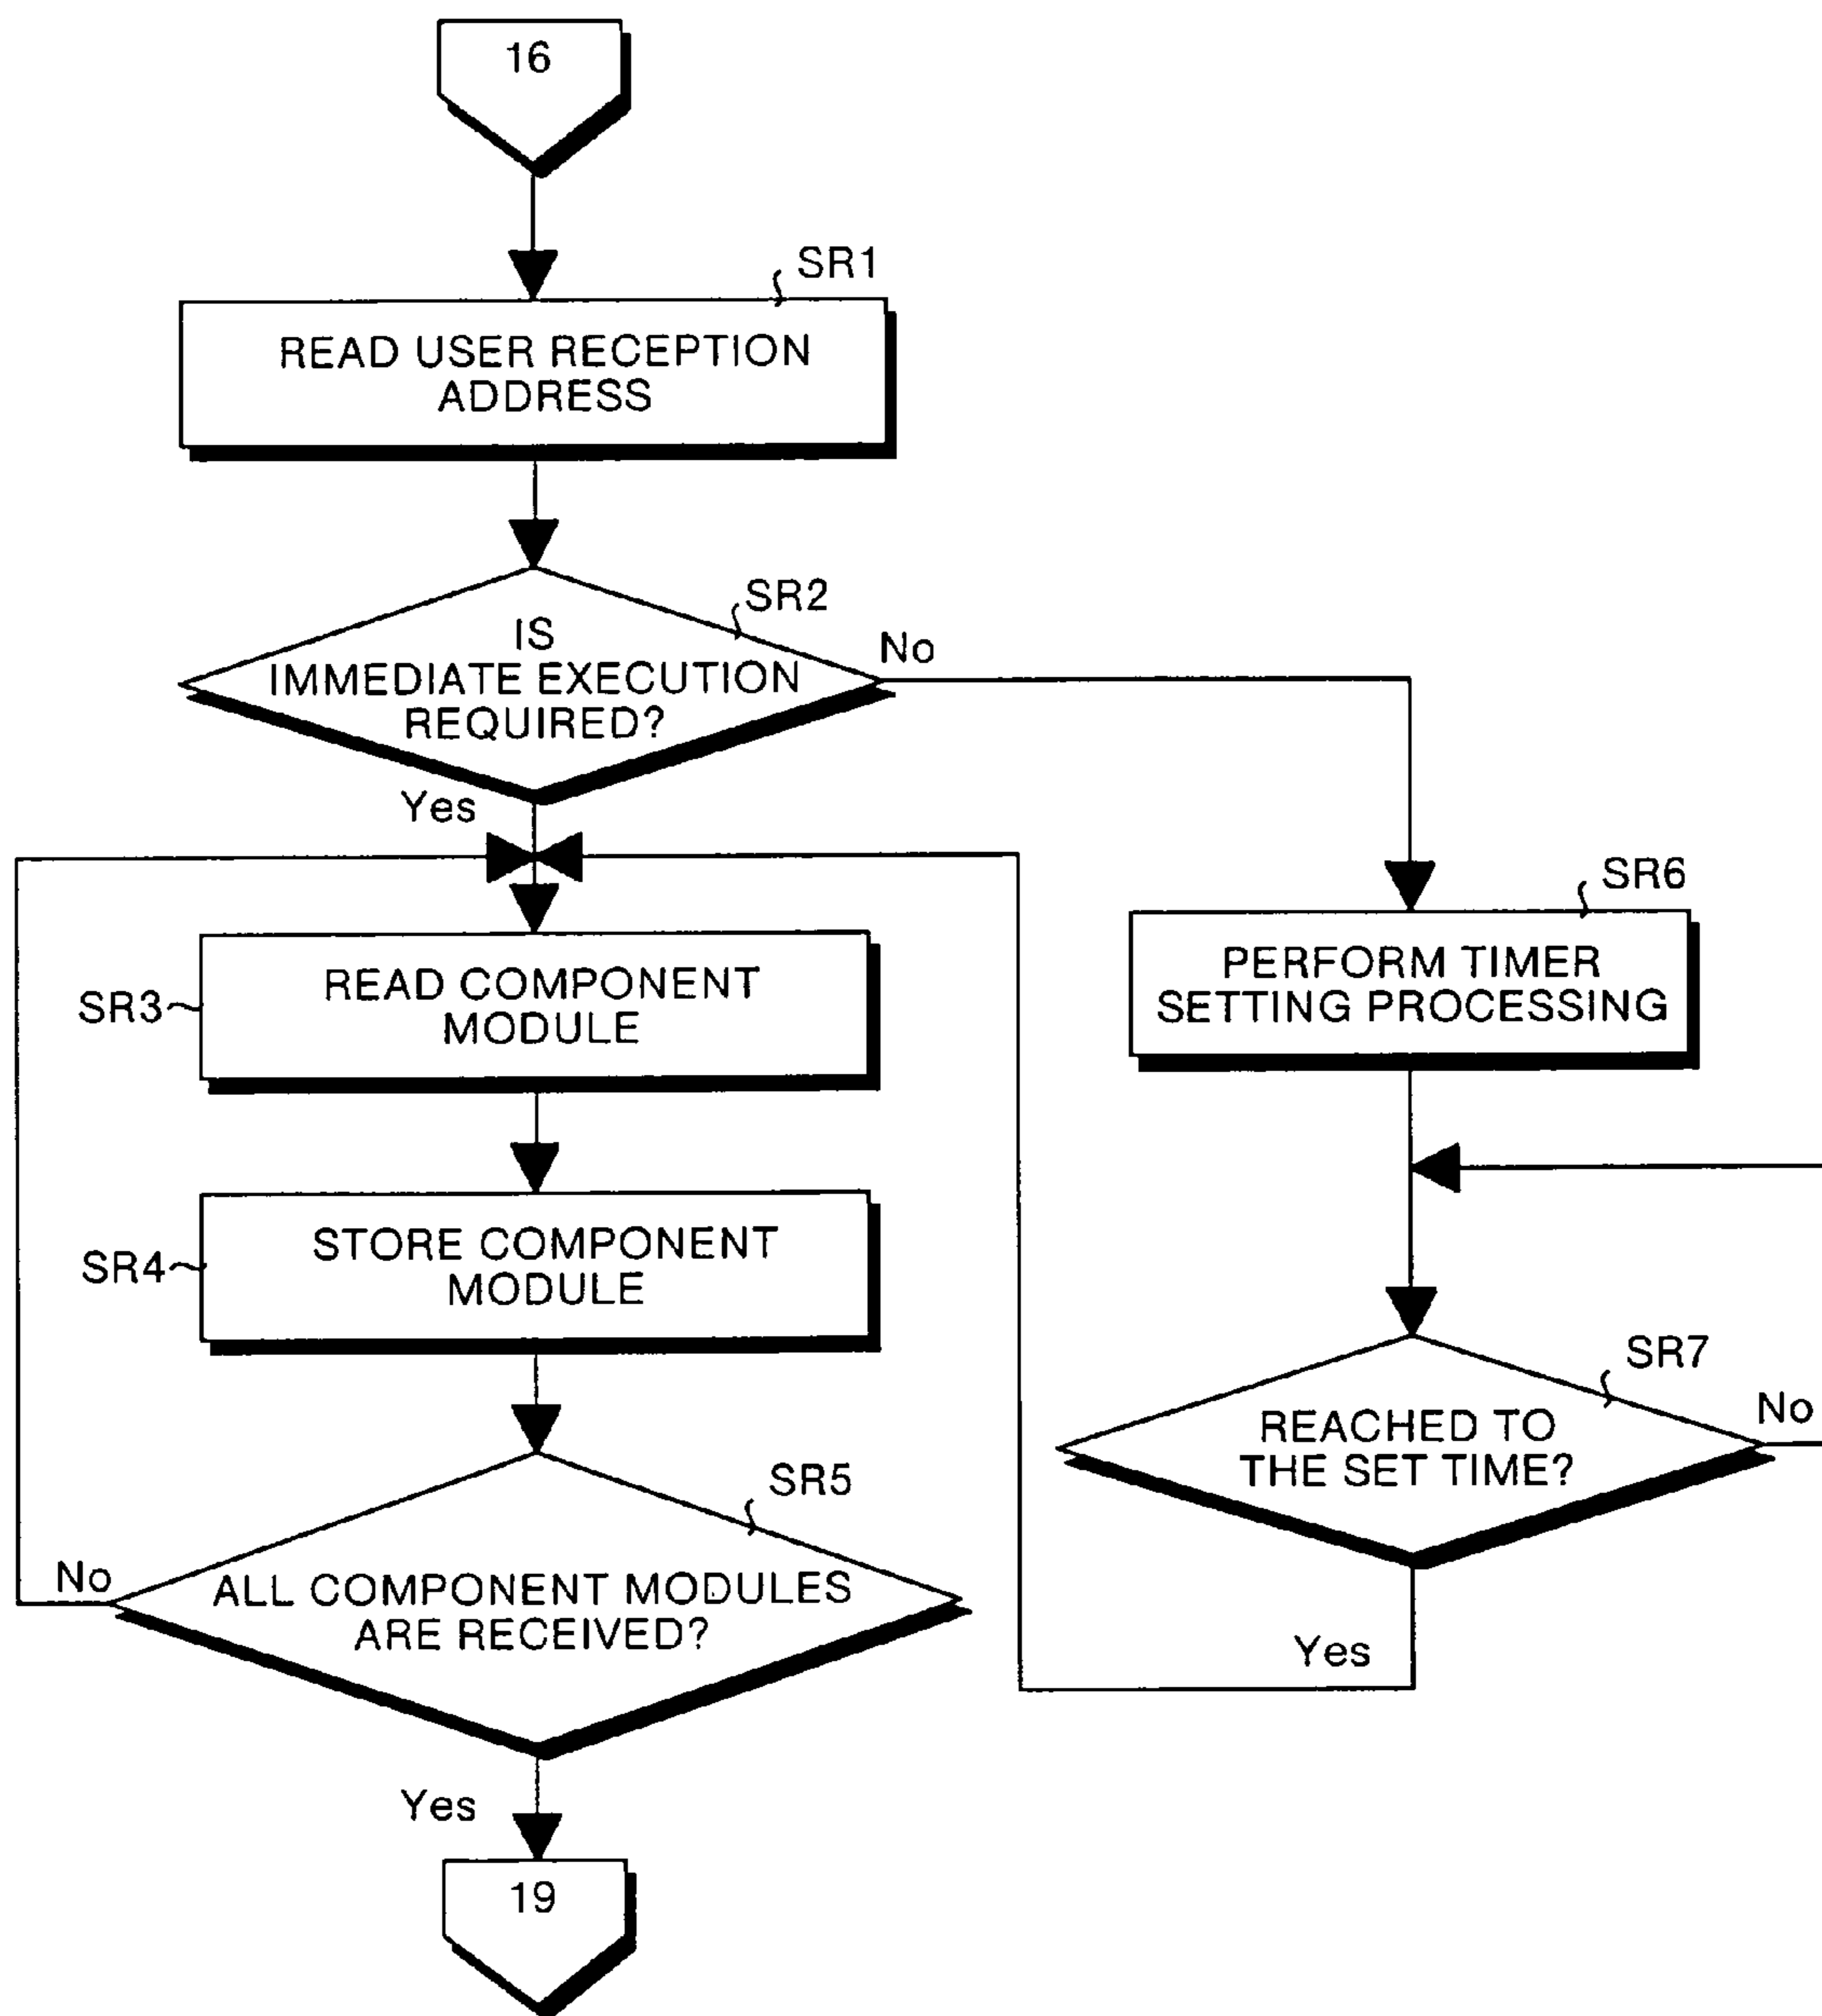 16
SR1
READ USER RECEPTION
ADDRESS
SR2
IS
IMMEDIATE EXECUTION
REQUIRED?
No
Yes
SR3
READ COMPONENT
MODULE
SR4
STORE COMPONENT
MODULE
SR5
ALL COMPONENT MODULES
ARE RECEIVED?
No
Yes
19
SR6
PERFORM TIMER
SETTING PROCESSING
SR7
REACHED TO
THE SET TIME?
No
Yes